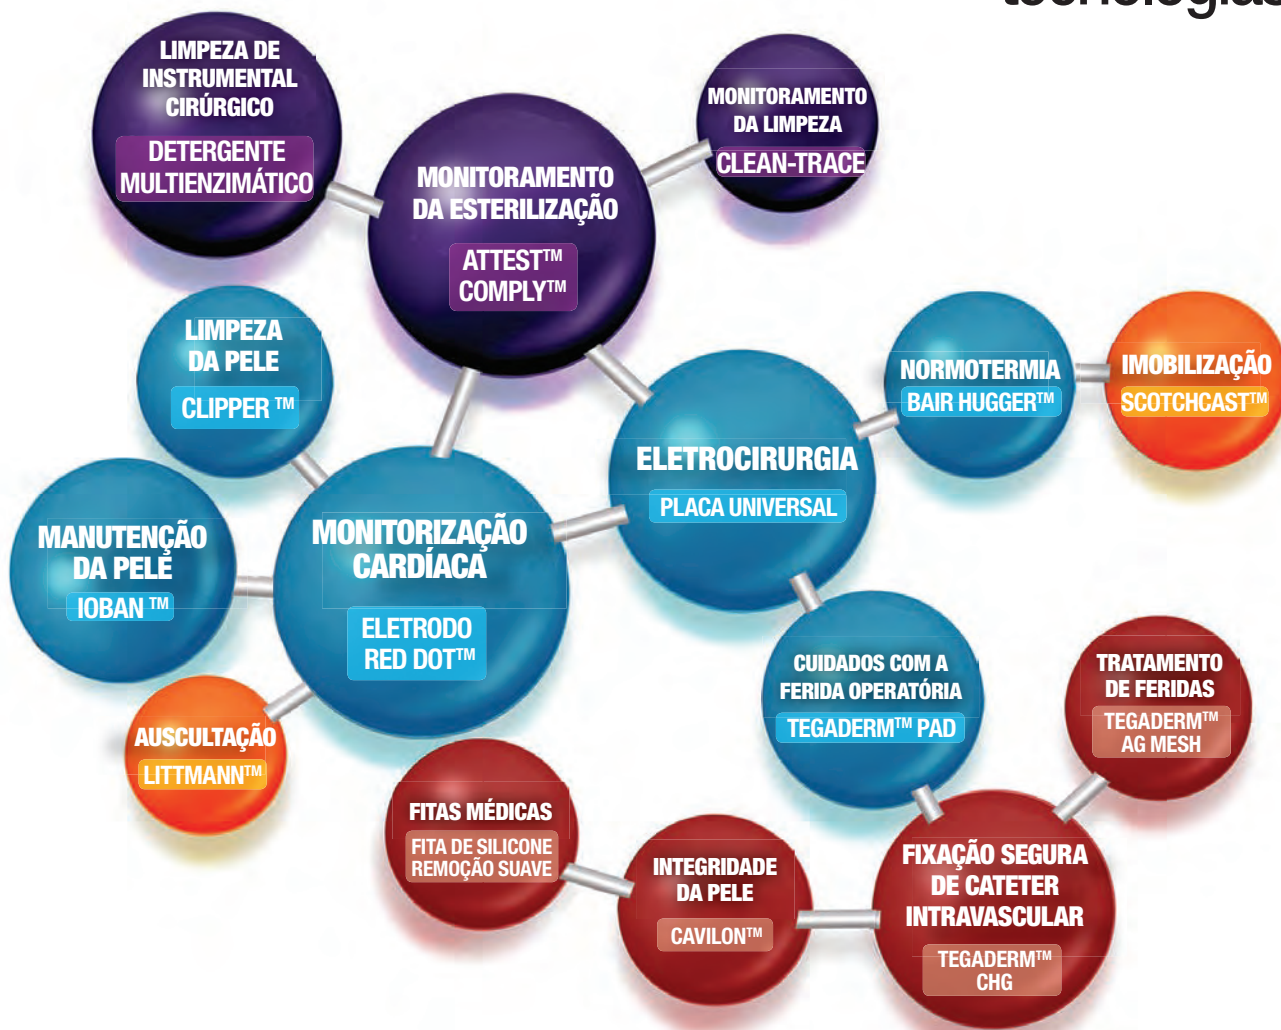 tecnologias
LIMPEZA DE
INSTRUMENTAL
CIRÚRGICO
DETERGENTE
MULTIENZIMÁTICO
MONITORAMENTO
DA ESTERILIZAÇÃO
ATTEST™
COMPLY™
MONITORAMENTO
DA LIMPEZA
CLEAN-TRACE
LIMPEZA
DA PELE
CLIPPER ™
NORMOTERMIA
BAIR HUGGER™
IMOBILIZAÇÃO
SCOTCHCAST™
ELETROCIRURGIA
PLACA UNIVERSAL
MANUTENÇÃO
DA PELE
IOBAN ™
MONITORIZAÇÃO
CARDÍACA
ELETRODO
RED DOT™
AUSCULTAÇÃO
LITTMANN™
CUIDADOS COM A
FERIDA OPERATÓRIA
TEGADERM™ PAD
TRATAMENTO
DE FERIDAS
TEGADERM™
AG MESH
FITAS MÉDICAS
FITA DE SILICONE
REMOÇÃO SUAVE
INTEGRIDADE
DA PELE
CAVILON™
FIXAÇÃO SEGURA
DE CATETER
INTRAVASCULAR
TEGADERM™
CHG